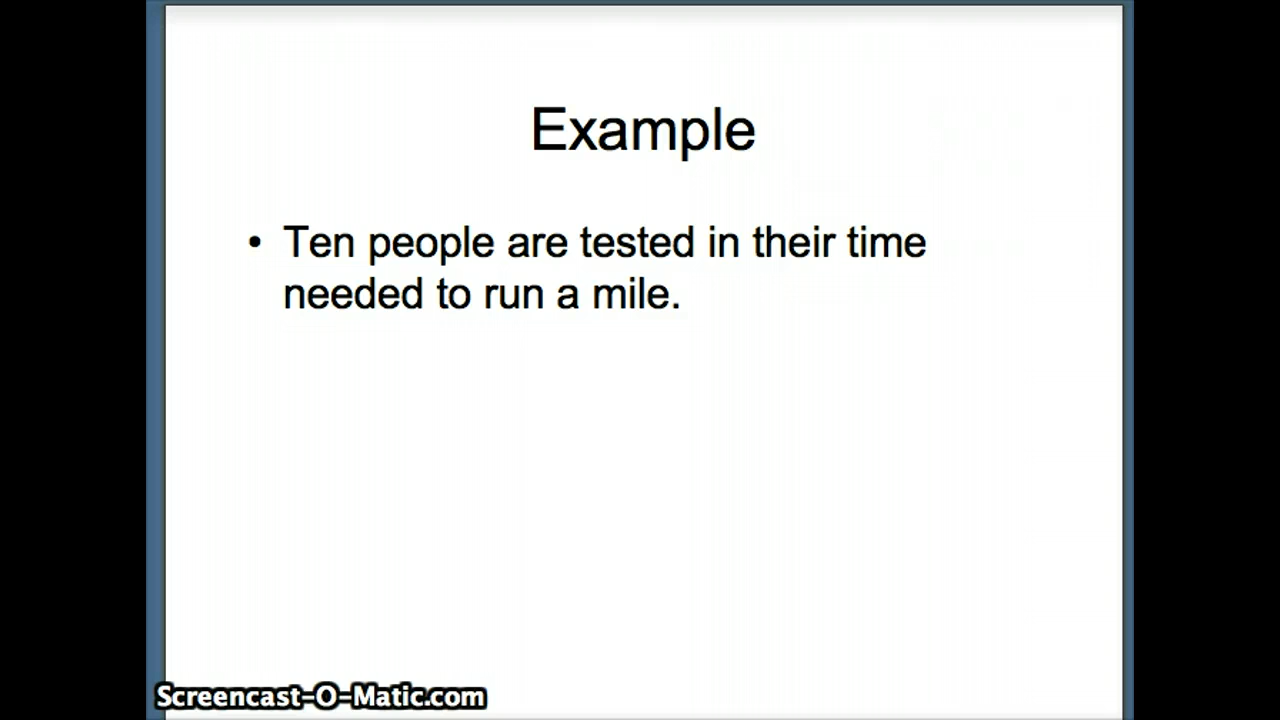 Example
• Ten people are tested in their time
needed to run a mile.
Screencast-O-Matic.com